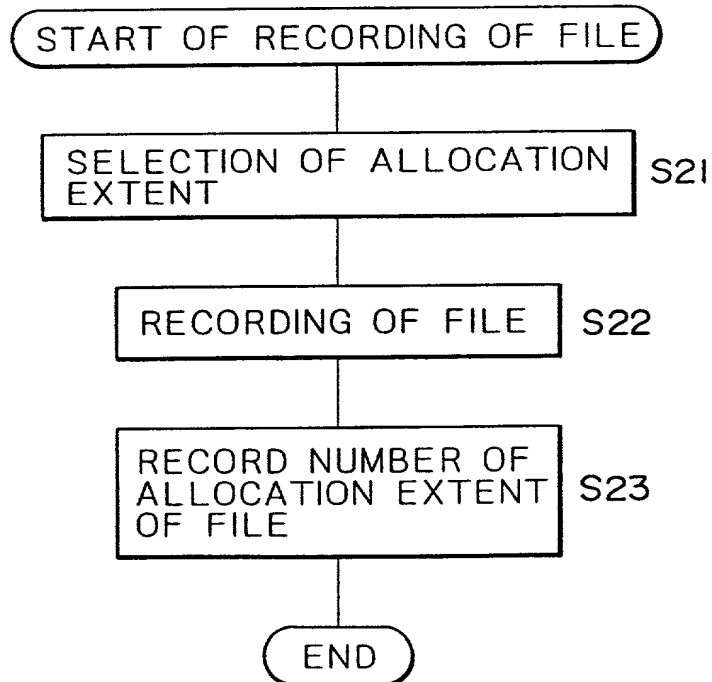 START OF RECORDING OF FILE
SELECTION OF ALLOCATION
EXTENT
S21
RECORDING OF FILE
S22
RECORD NUMBER OF
ALLOCATION EXTENT
OF FILE
S23
END